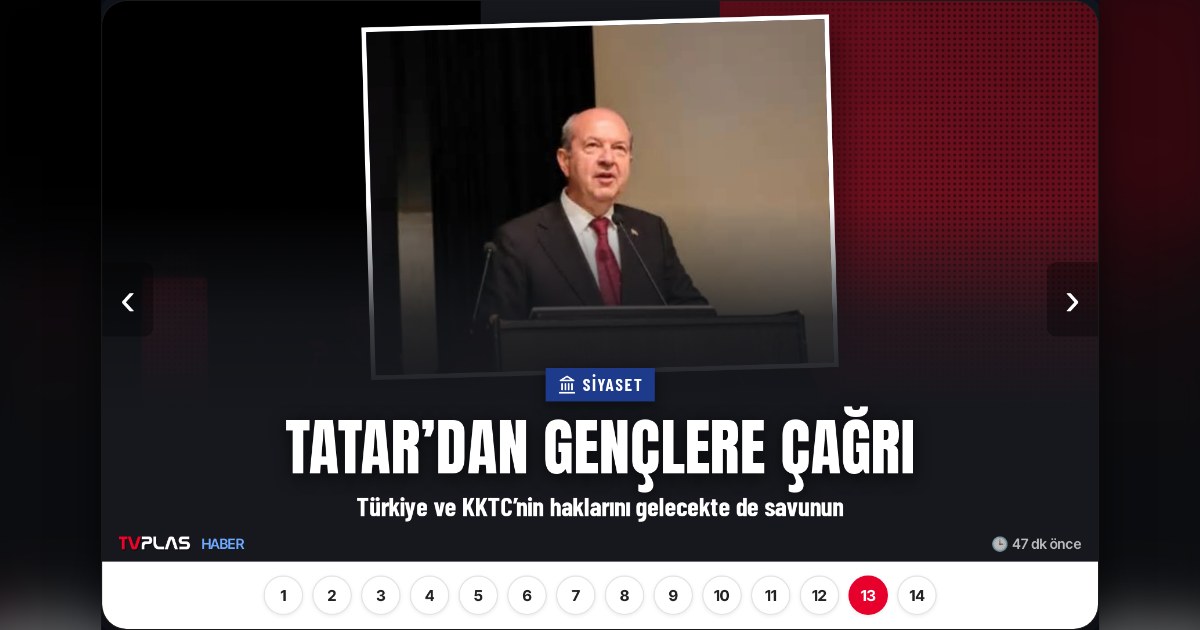 SİYASET
TATAR’DAN GENÇLERE ÇAĞRI
Türkiye ve KKTC’nin haklarını gelecekte de savunun
TVPLAS HABER
47 dk önce
1 2 3 4 5 6 7 8 9 10 11 12 13 14